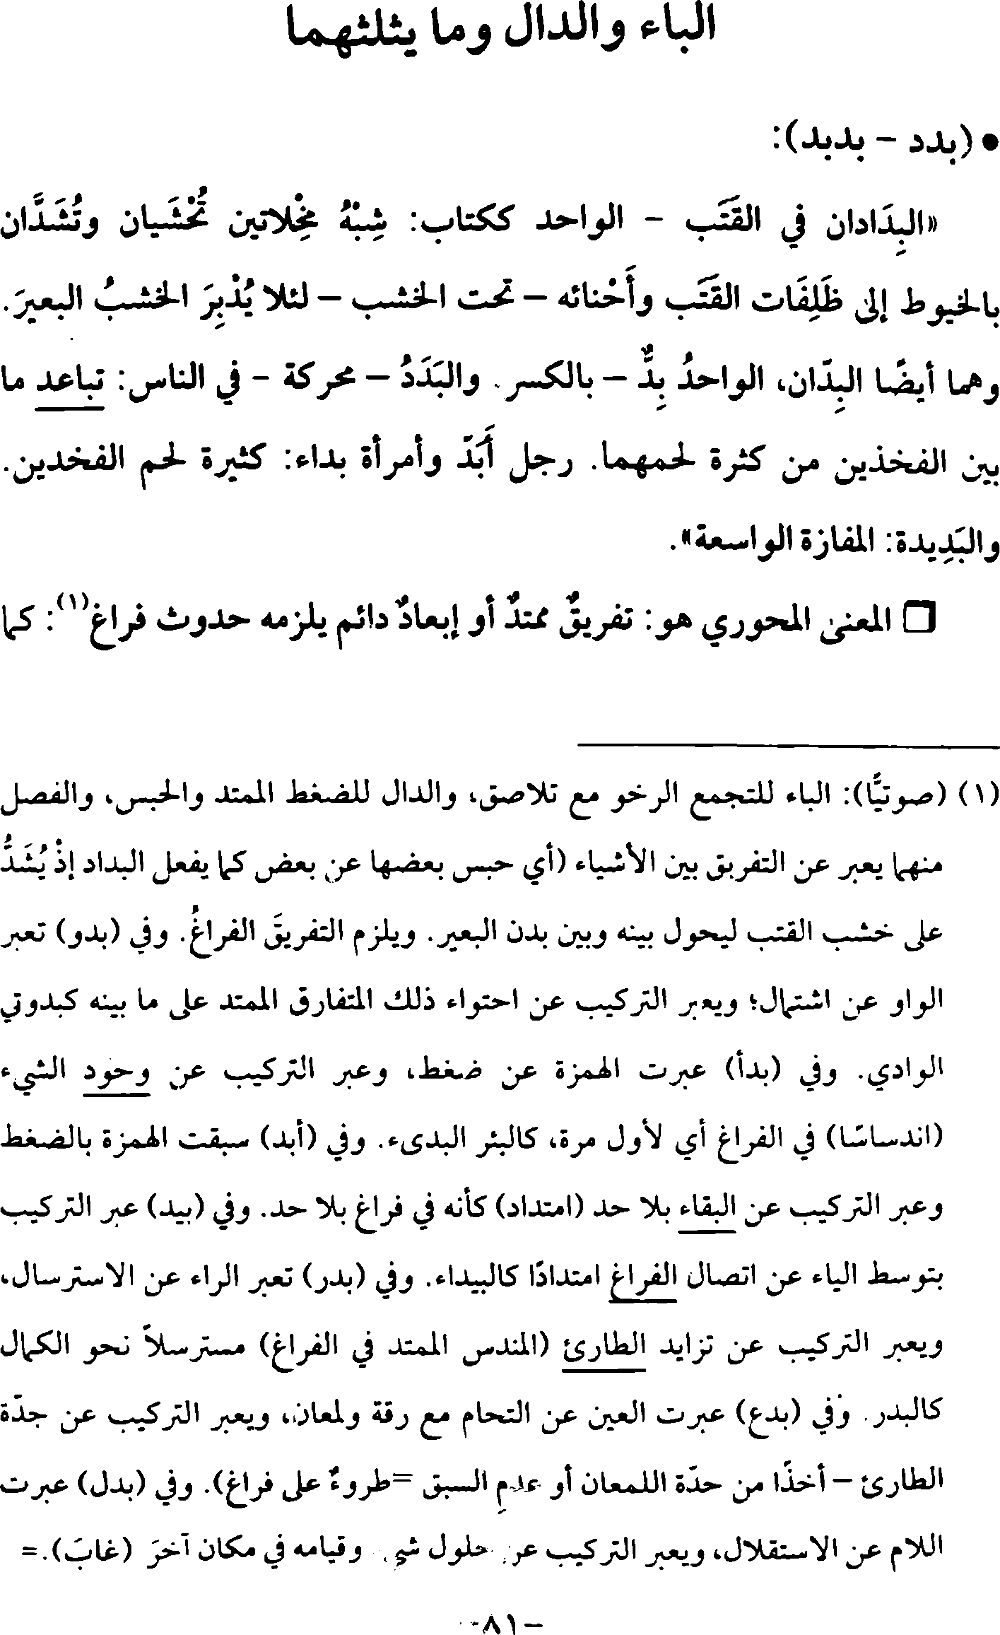 الباء والدال وما يثلثهما
• (بدد – بدبد):
«البِدَادان في القَتَب – الواحد ككتاب: شِبْهُ مِخْلاتين تُحْشَيان وتُشَدَّان
بالخيوط إلى ظَلِفَات القَتَب وأَحْنائه – تحت الخشب – لئلا يُدْبِرَ الخشبُ البعيرَ.
وهما أيضًا البِدّان، الواحدُ بِدٌّ – بالكسر. والبَدَدُ – محركة – في الناس: تباعد ما
بين الفخذين من كثرة لحمهما. رجل أَبَدّ وأمرأة بداء: كثيرة لحم الفخدين.
والبَدِيدة: المفازة الواسعة».
□ المعنى المحوري هو: تفريقٌ ممتدٌ أو إبعادٌ دائم يلزمه حدوث فراغ(١): كما
(١) (صوتيًّا): الباء للتجمع الرخو مع تلاصق، والدال للضغط الممتد والحبس، والفصل
منهما يعبر عن التفريق بين الأشياء (أي حبس بعضها عن بعض كما يفعل البداد إذْ يُشَدُّ
على خشب القتب ليحول بينه وبين بدن البعير. ويلزم التفريقَ الفراغُ. وفي (بدو) تعبر
الواو عن اشتمال؛ ويعبر التركيب عن احتواء ذلك المتفارق الممتد على ما بينه كبدوتي
الوادي. وفي (بدأ) عبرت الهمزة عن ضغط، وعبر التركيب عن وجود الشيء
(اندساسًا) في الفراغ أي لأول مرة، كالبئر البدىء. وفي (أبد) سبقت الهمزة بالضغط
وعبر التركيب عن البقاء بلا حد (امتداد) كأنه في فراغ بلا حد. وفي (بيد) عبر التركيب
بتوسط الياء عن اتصال الفراغ امتدادًا كالبيداء. وفي (بدر) تعبر الراء عن الاسترسال،
ويعبر التركيب عن تزايد الطارئ (المندس الممتد في الفراغ) مسترسلاً نحو الكمال
كالبدر. وفي (بدع) عبرت العين عن التحام مع رقة ولمعان، ويعبر التركيب عن جدّة
الطارئ – أخذًا من حدّة اللمعان أو عدم السبق =طروءٌ على فراغ). وفي (بدل) عبرت
اللام عن الاستقلال، ويعبر التركيب عن حلول شيء وقيامه في مكان آخرَ (غابَ).=
–٨١–